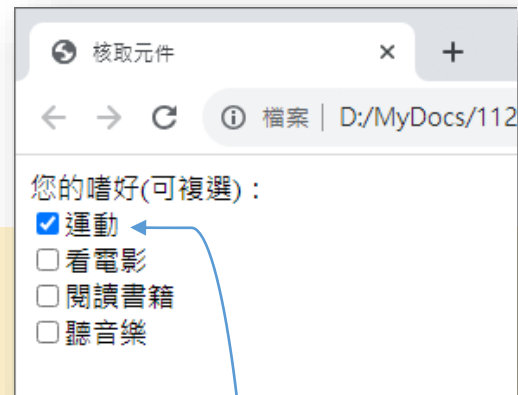 核取元件
檔案 | D:/MyDocs/112
您的嗜好(可複選)：
運動
看電影
閱讀書籍
聽音樂